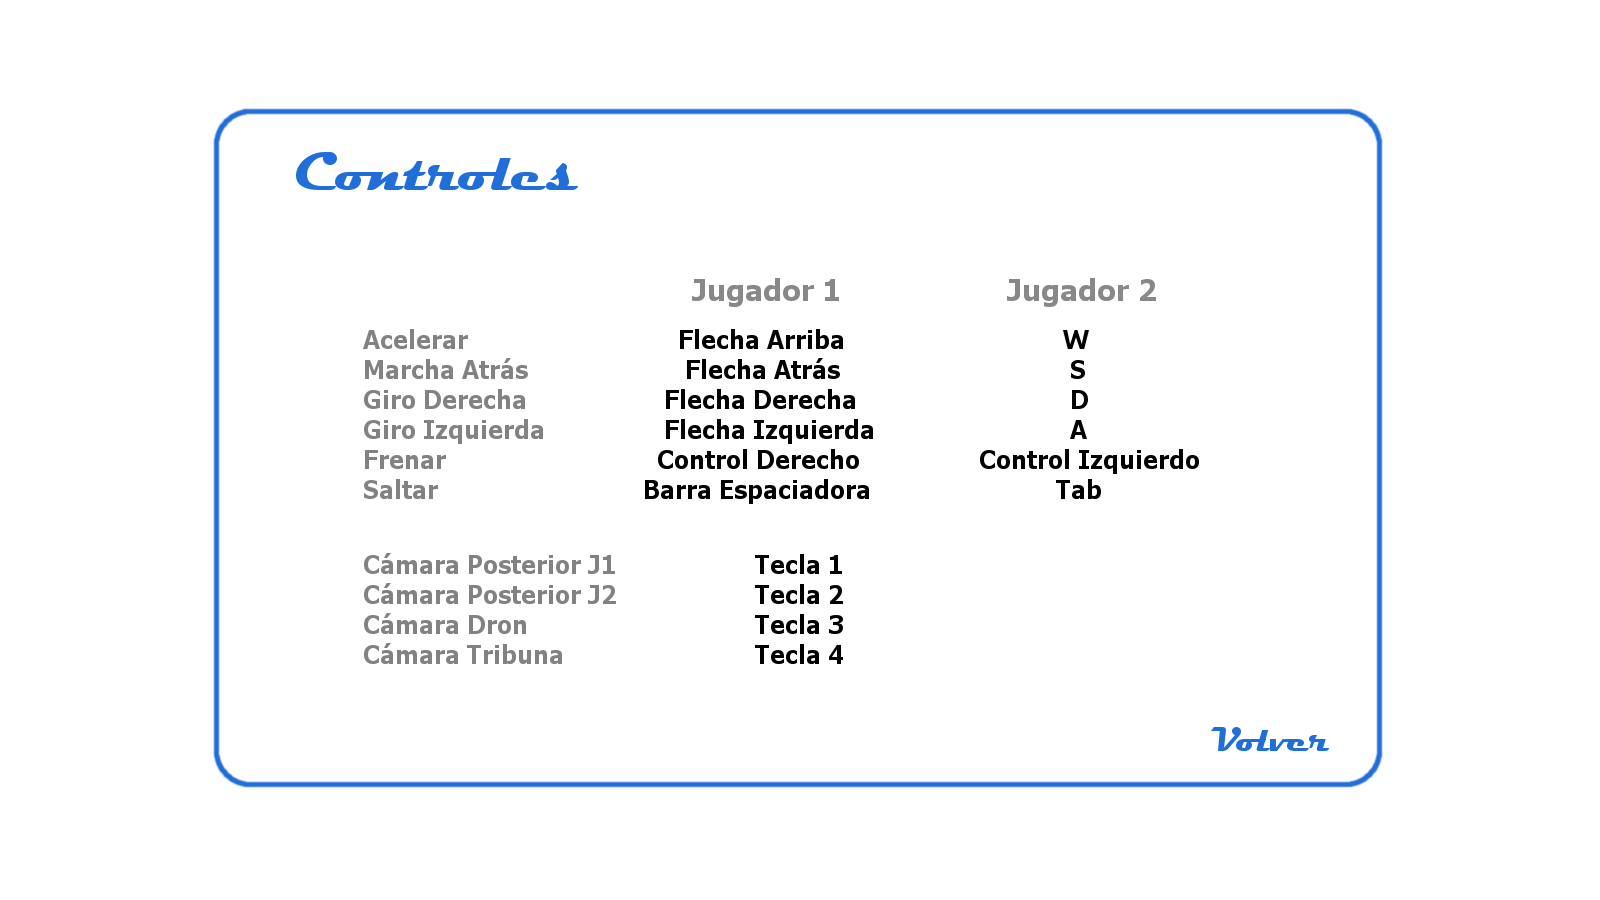 Controles
Jugador 1 Jugador 2
Acelerar Flecha Arriba W
Marcha Atrás Flecha Atrás S
Giro Derecha Flecha Derecha D
Giro Izquierda Flecha Izquierda A
Frenar Control Derecho Control Izquierdo
Saltar Barra Espaciadora Tab
Cámara Posterior J1 Tecla 1
Cámara Posterior J2 Tecla 2
Cámara Dron Tecla 3
Cámara Tribuna Tecla 4
Volver